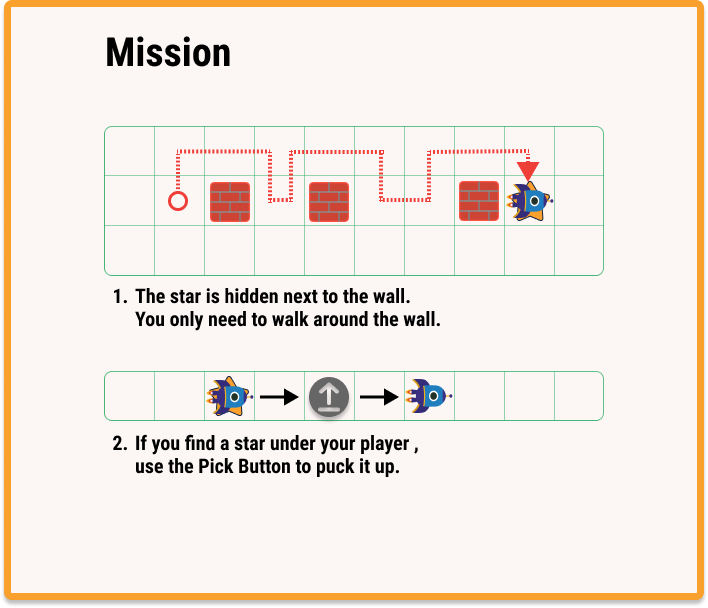 Mission
1. The star is hidden next to the wall.
You only need to walk around the wall.
2. If you find a star under your player ,
use the Pick Button to puck it up.